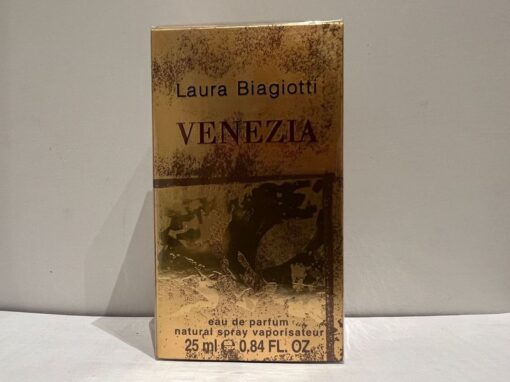 Laura Biagiotti
VENEZIA
eau de parfum
natural spray vaporisateur
25 ml ℮ 0.84 FL. OZ.